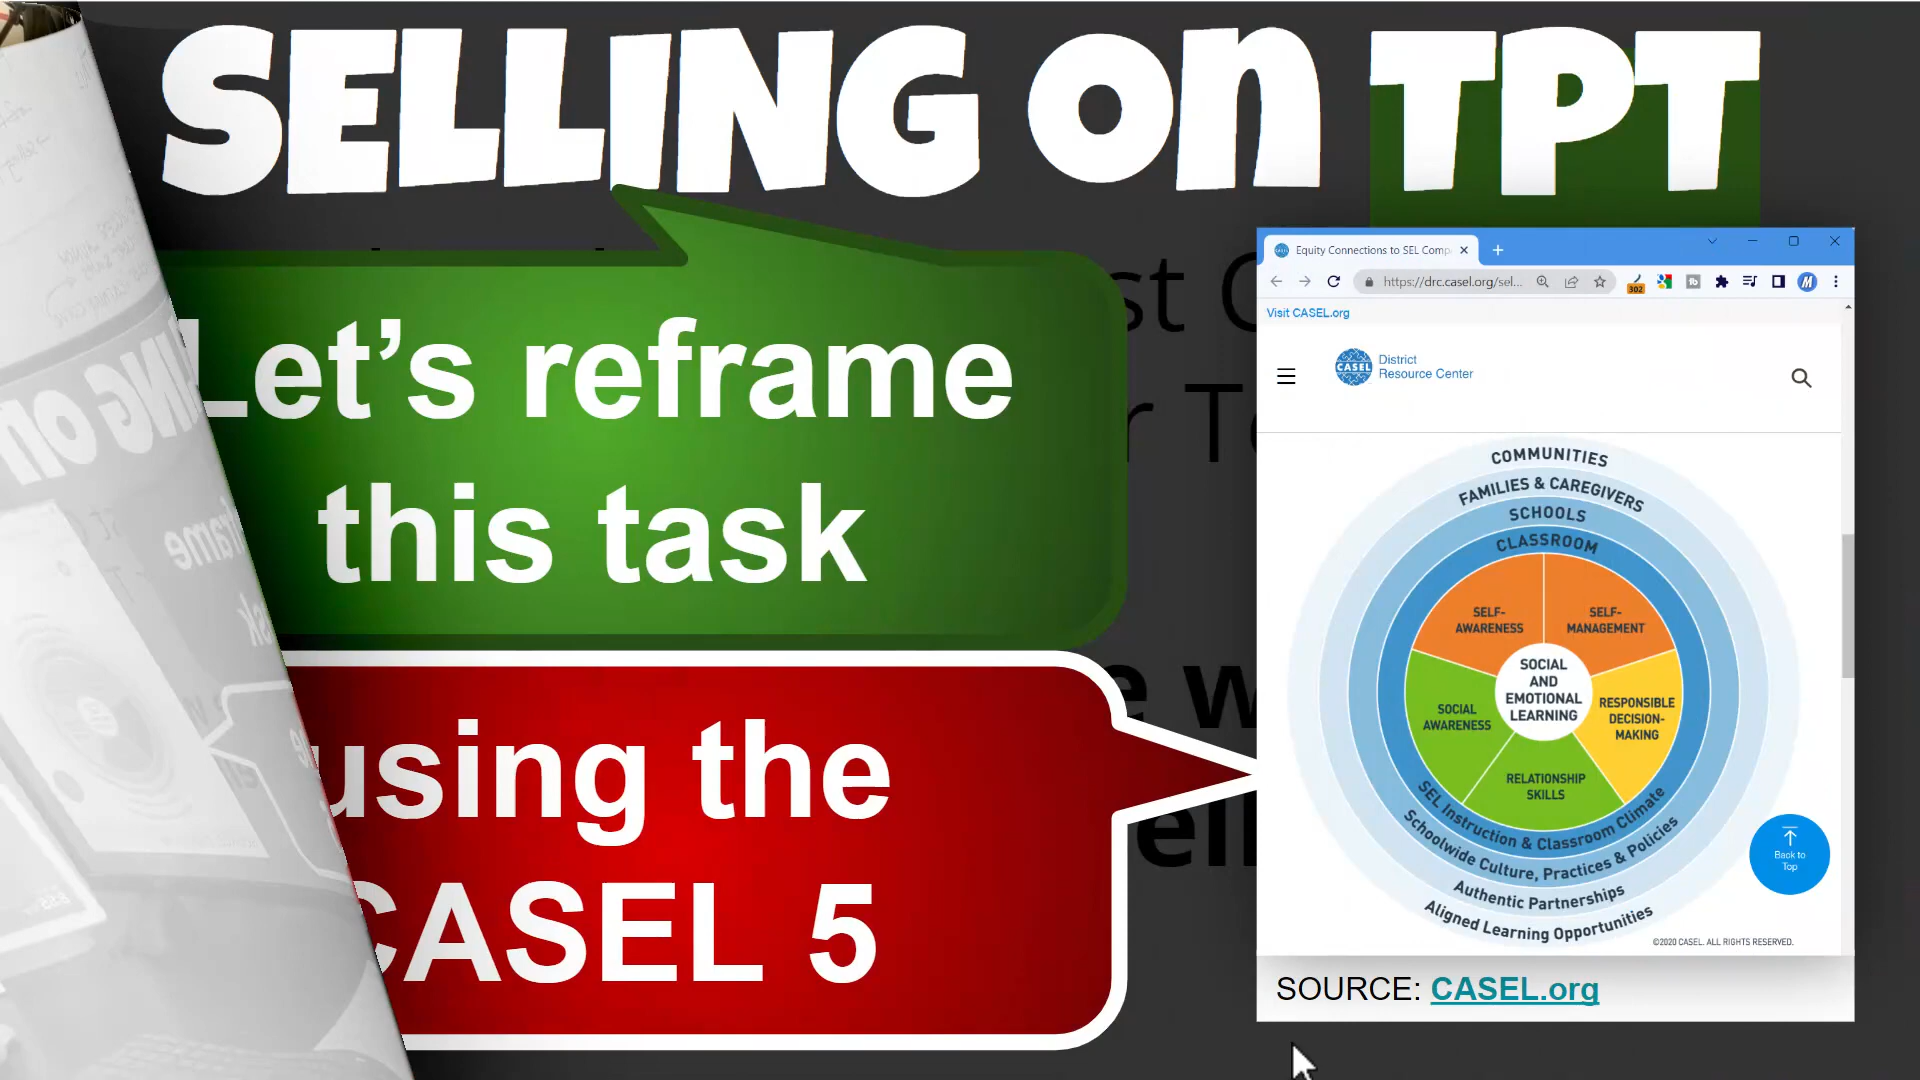 SELLING on TPT
Let's reframe
this task
using the
CASEL 5
Equity Connections to SEL Comp
https://drc.casel.org/sel...
302
Visit CASEL.org
CASEL
District
Resource Center
COMMUNITIES
FAMILIES & CAREGIVERS
SCHOOLS
CLASSROOM
SELF-
AWARENESS
SELF-
MANAGEMENT
SOCIAL
AND
EMOTIONAL
LEARNING
SOCIAL
AWARENESS
RESPONSIBLE
DECISION-
MAKING
RELATIONSHIP
SKILLS
SEL Instruction & Classroom Climate
Schoolwide Culture, Practices & Policies
Authentic Partnerships
Aligned Learning Opportunities
Back to
Top
©2020 CASEL. ALL RIGHTS RESERVED.
SOURCE: CASEL.org